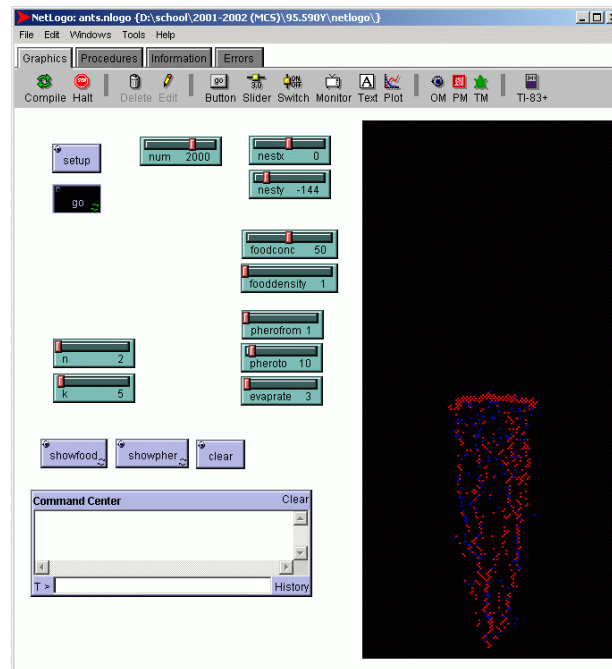 NetLogo: ants.nlogo {D:\school\2001-2002 (MCS)\95.590Y\netlogo\}
File Edit Windows Tools Help
Graphics Procedures Information Errors
Compile Halt Delete Edit Button Slider Switch Monitor Text Plot OM PM TM TI-83+
setup
num 2000
nestx 0
go
nesty -144
foodconc 50
fooddensity 1
pherofrom 1
n 2
pheroto 10
k 5
evaprate 3
showfood showpher clear
Command Center Clear
T > History